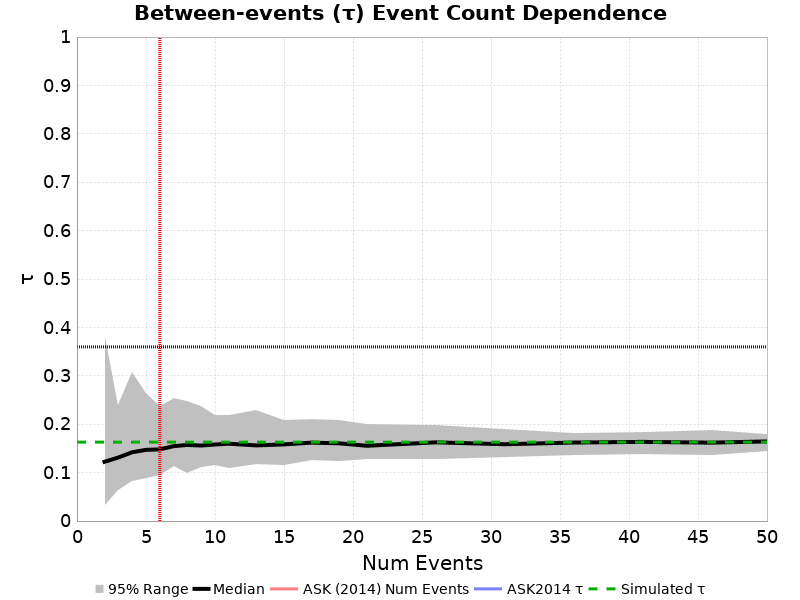 Between-events (τ) Event Count Dependence
1
0.9
0.8
0.7
0.6
0.5
0.4
0.3
0.2
0.1
0
τ
0 5 10 15 20 25 30 35 40 45 50
Num Events
95% Range Median ASK (2014) Num Events ASK2014 τ Simulated τ